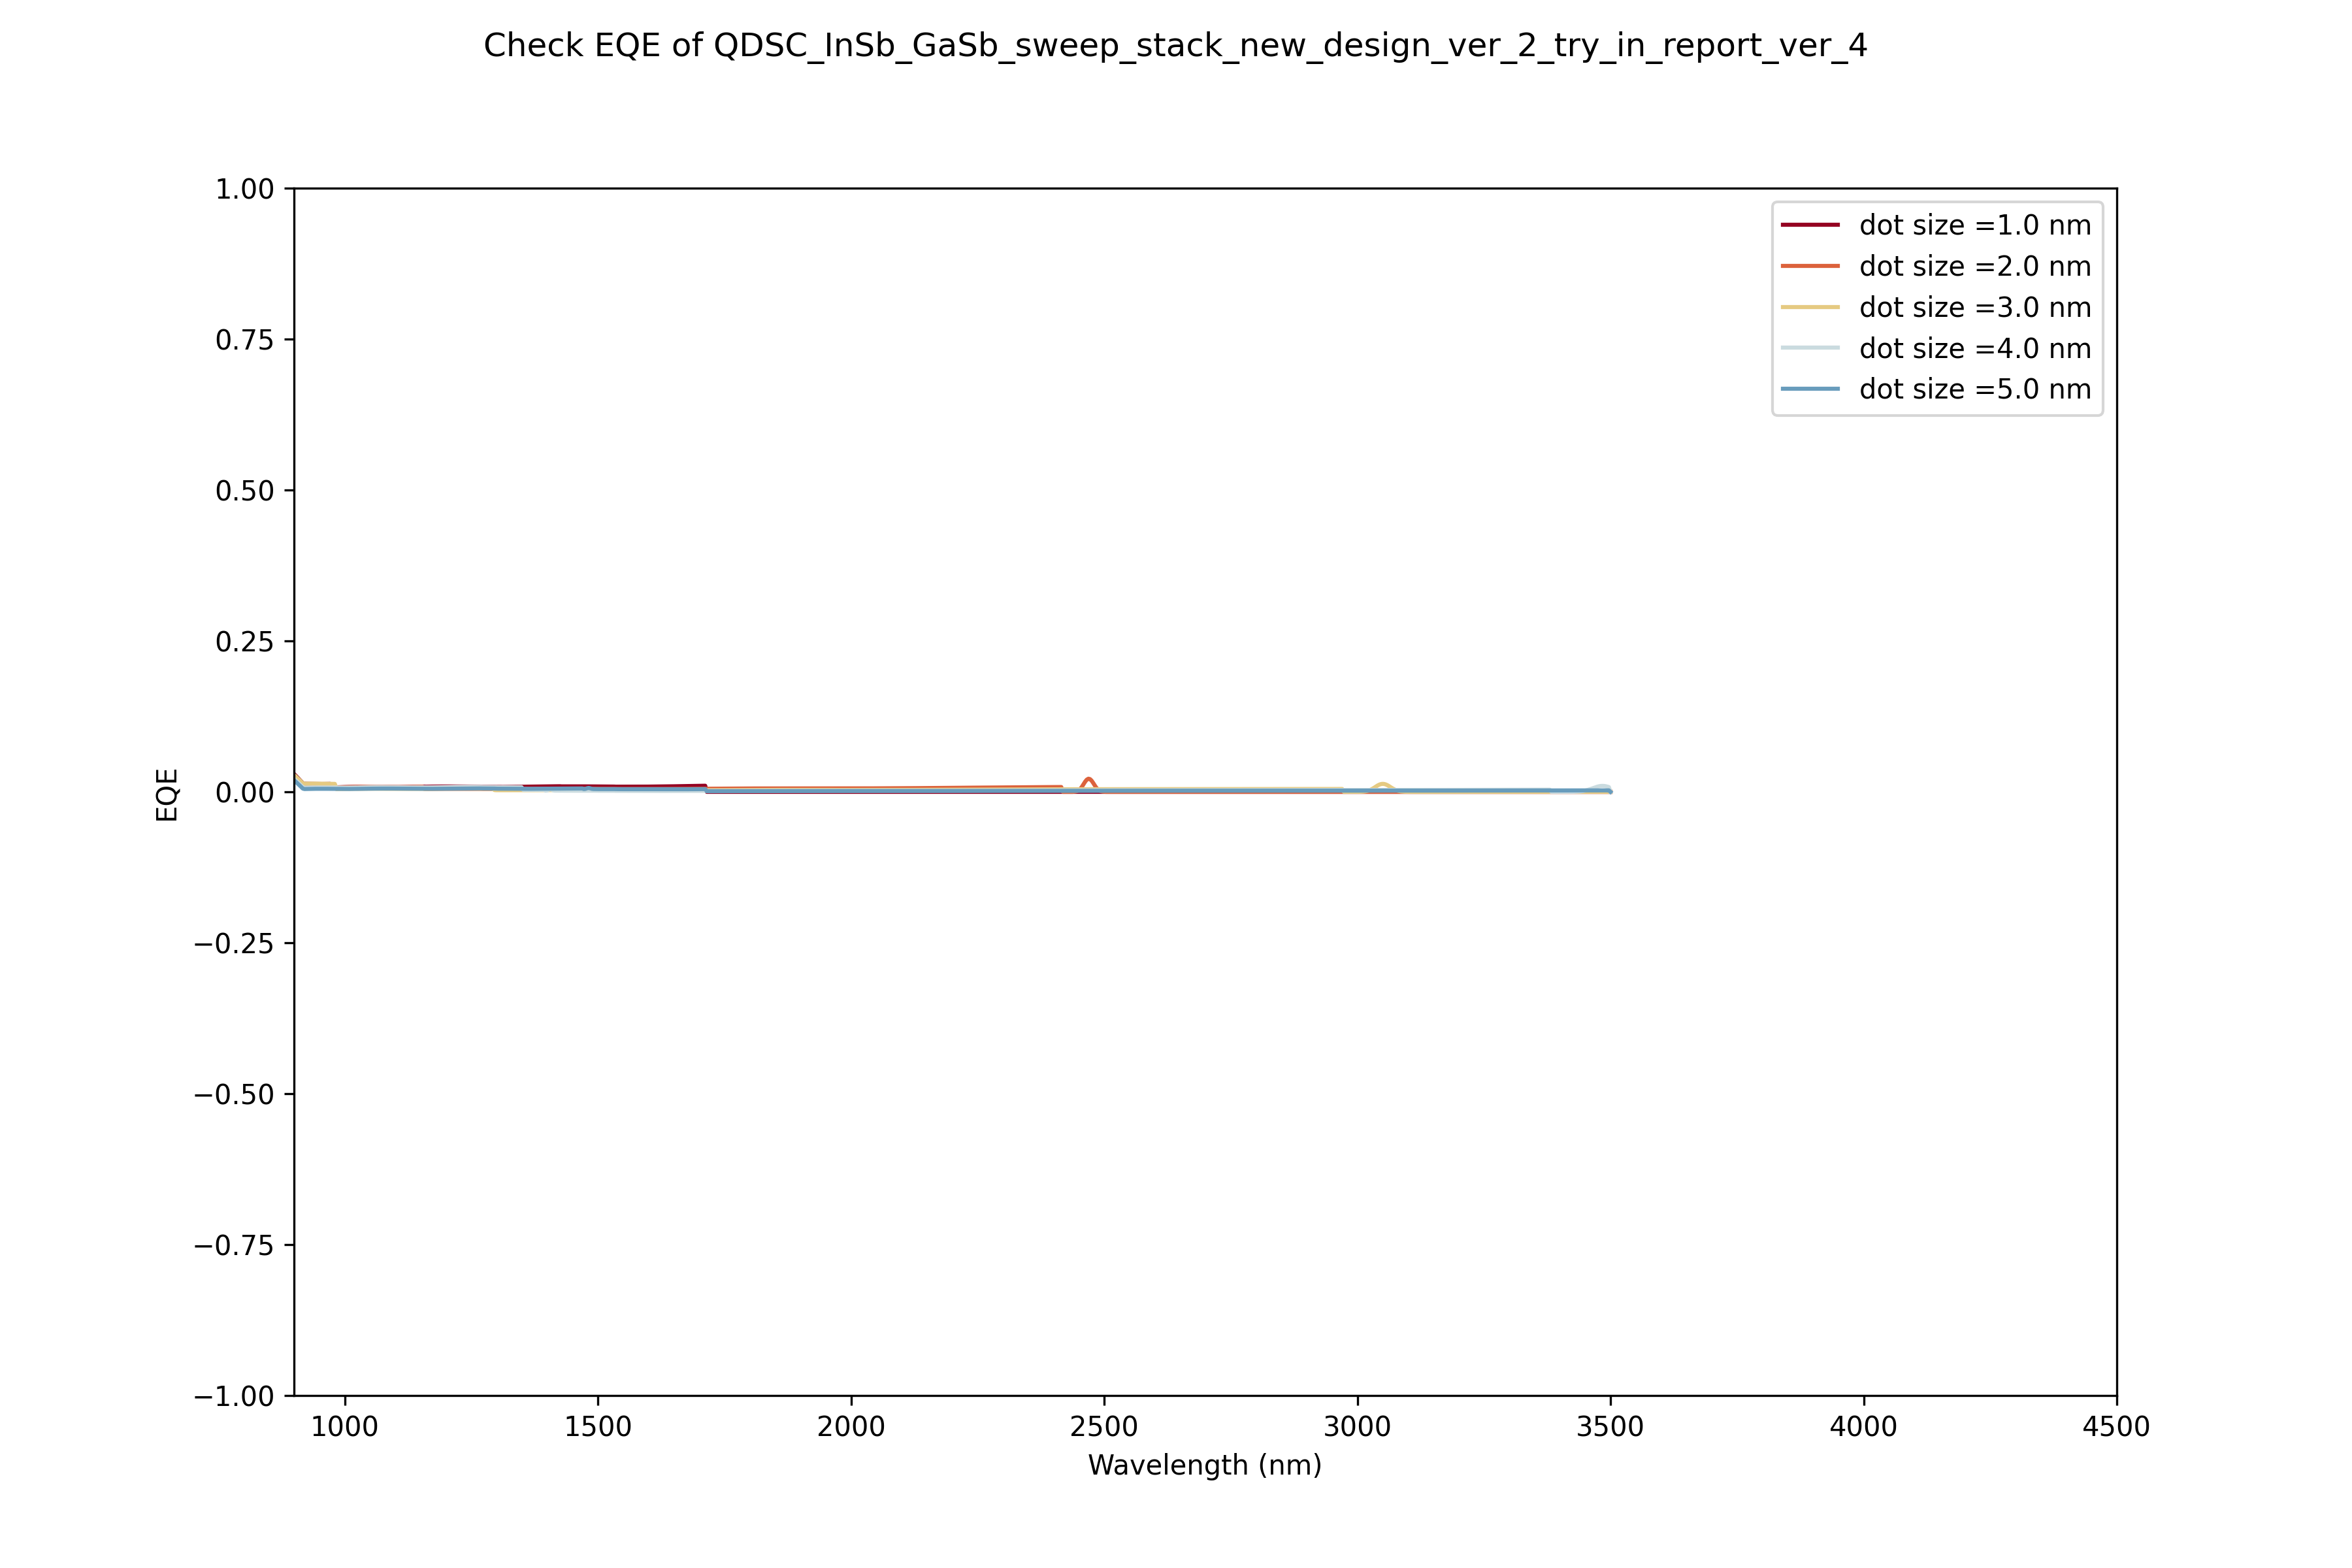 Check EQE of QDSC_InSb_GaSb_sweep_stack_new_design_ver_2_try_in_report_ver_4
1.00
0.75
0.50
0.25
0.00
−0.25
−0.50
−0.75
−1.00
EQE
dot size =1.0 nm
dot size =2.0 nm
dot size =3.0 nm
dot size =4.0 nm
dot size =5.0 nm
1000 1500 2000 2500 3000 3500 4000 4500
Wavelength (nm)